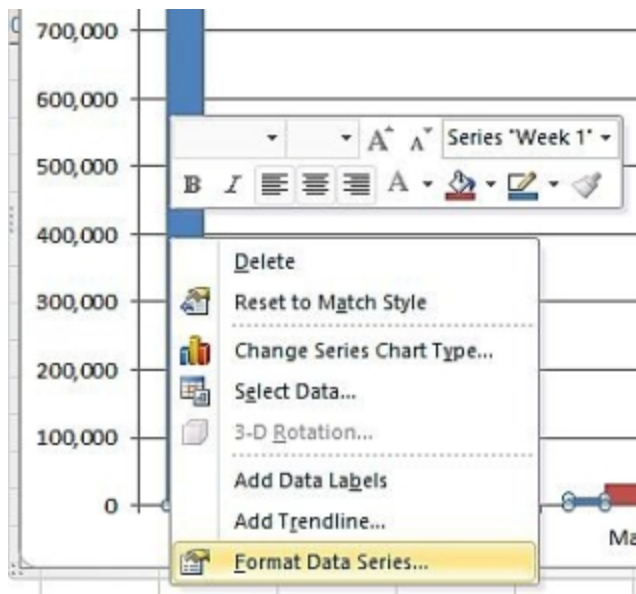 700,000
600,000
Series "Week 1"
500,000
B I A
400,000
Delete
300,000
Reset to Match Style
Change Series Chart Type...
200,000
Select Data...
100,000
3-D Rotation...
Add Data Labels
0
Add Trendline...
Ma
Format Data Series...